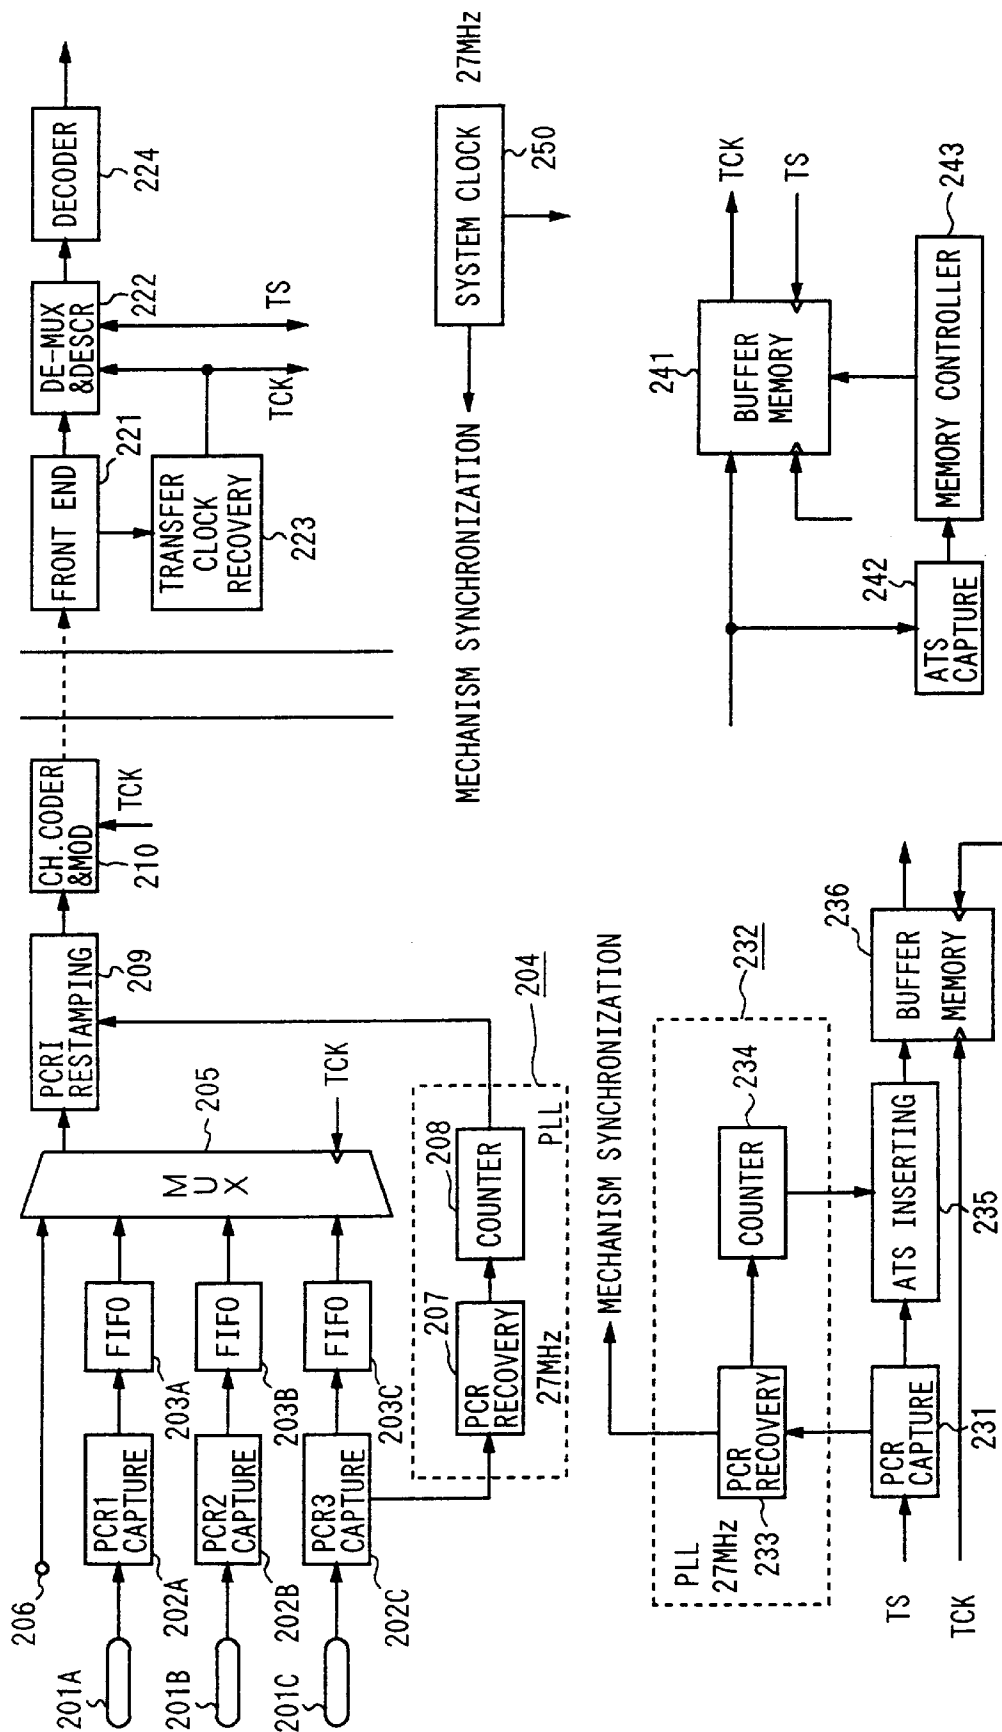 206
201A
201B
201C
PCR1
CAPTURE
202A
PCR2
CAPTURE
202B
PCR3
CAPTURE
202C
FIFO
203A
FIFO
203B
FIFO
203C
MUX
205
TCK
PCR
RECOVERY
207
27MHz
COUNTER
208
PLL
204
PCRI
RESTAMPING
209
CH.CODER
&MOD
210
TCK
FRONT END
221
TRANSFER
CLOCK
RECOVERY
223
DE-MUX
&DESCR
222
TCK
TS
DECODER
224
MECHANISM SYNCHRONIZATION
SYSTEM CLOCK
27MHz
250
TS
TCK
PCR
CAPTURE
231
PLL
27MHz
233
PCR
RECOVERY
MECHANISM SYNCHRONIZATION
COUNTER
234
232
ATS INSERTING
235
BUFFER
MEMORY
236
ATS
CAPTURE
242
BUFFER
MEMORY
241
TCK
TS
MEMORY CONTROLLER
243